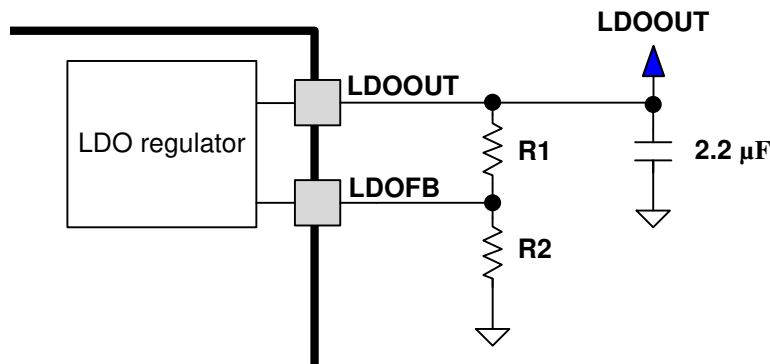 LDOOUT
LDOOUT
LDO regulator
R1
2.2 µF
LDOFB
R2